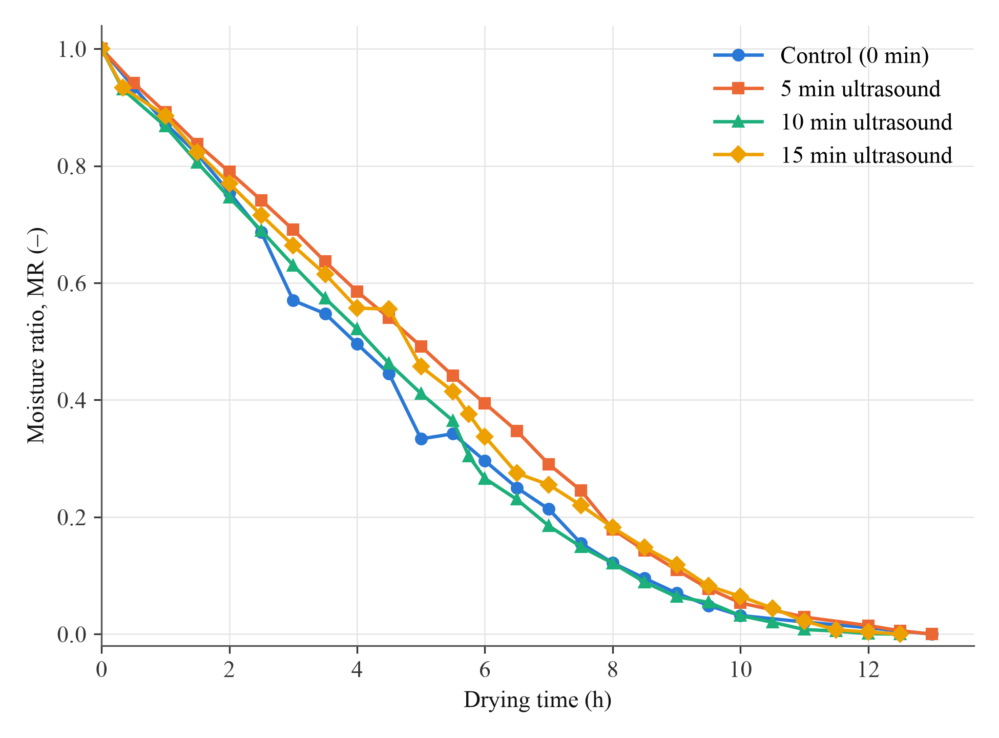 1.0
0.8
0.6
0.4
0.2
0.0
Moisture ratio, MR (–)
0 2 4 6 8 10 12
Drying time (h)
Control (0 min)
5 min ultrasound
10 min ultrasound
15 min ultrasound